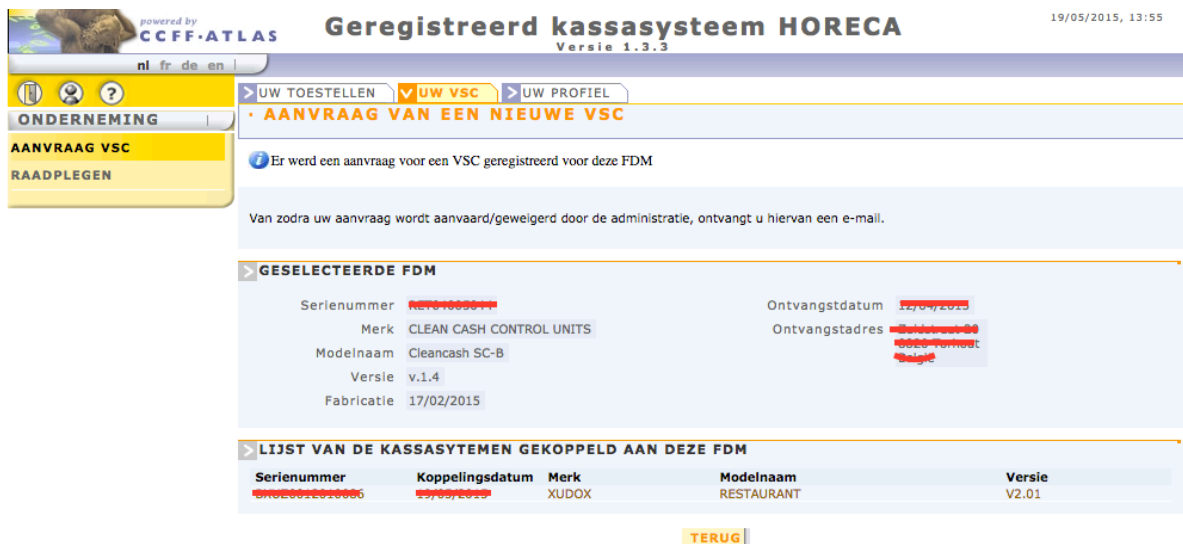 powered by
CCFF·ATLAS
Geregistreerd kassasysteem HORECA
Versie 1.3.3
19/05/2015, 13:55
nl fr de en
UW TOESTELLEN UW VSC UW PROFIEL
ONDERNEMING
· AANVRAAG VAN EEN NIEUWE VSC
AANVRAAG VSC
RAADPLEGEN
Er werd een aanvraag voor een VSC geregistreerd voor deze FDM
Van zodra uw aanvraag wordt aanvaard/geweigerd door de administratie, ontvangt u hiervan een e-mail.
GESELECTEERDE FDM
Serienummer
Ontvangstdatum
Merk CLEAN CASH CONTROL UNITS
Ontvangstadres
Modelnaam Cleancash SC-B
Versie v.1.4
Fabricatie 17/02/2015
LIJST VAN DE KASSASYTEMEN GEKOPPELD AAN DEZE FDM
Serienummer Koppelingsdatum Merk Modelnaam Versie
XUDOX RESTAURANT V2.01
TERUG